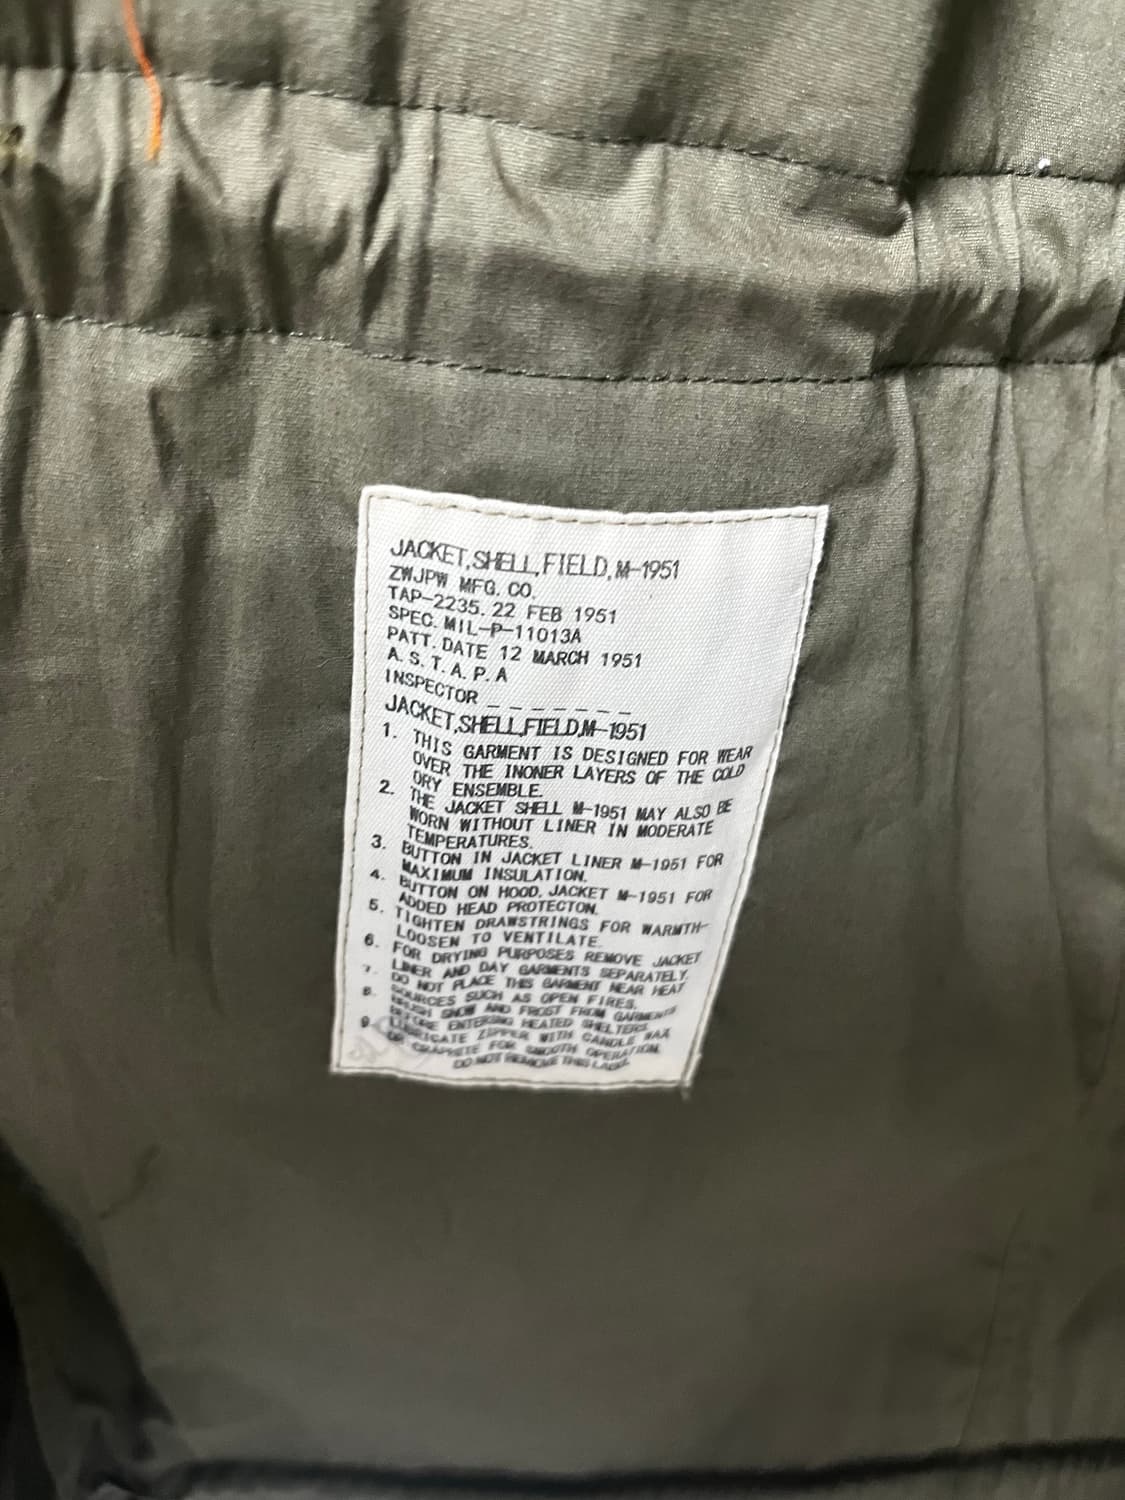 JACKET,SHELL,FIELD,M-1951
ZWJPW MFG. CO.
TAP-2235. 22 FEB 1951
SPEC. MIL-P-11013A
PATT. DATE 12 MARCH 1951
A. S. T. A. P. A
INSPECTOR _ _ _ _ _ _ _
JACKET,SHELL,FIELD,M-1951
1. THIS GARMENT IS DESIGNED FOR WEAR
OVER THE INONER LAYERS OF THE COLD
ORY ENSEMBLE.
2. THE JACKET SHELL M-1951 MAY ALSO BE
WORN WITHOUT LINER IN MODERATE
TEMPERATURES.
3. BUTTON IN JACKET LINER M-1951 FOR
MAXIMUM INSULATION.
4. BUTTON ON HOOD, JACKET M-1951 FOR
ADDED HEAD PROTECTON.
5. TIGHTEN DRAWSTRINGS FOR WARMTH-
LOOSEN TO VENTILATE.
6. FOR DRYING PURPOSES REMOVE JACKET
LINER AND DAY GARMENTS SEPARATELY.
7. DO NOT PLACE THIS GARMENT NEAR HEAT
SOURCES SUCH AS OPEN FIRES.
8. BRUSH SNOW AND FROST FROM GARMENTS
BEFORE ENTERING HEATED SHELTERS.
9. LUBRICATE ZIPPER WITH CANDLE WAX
OR GRAPHITE FOR SMOOTH OPERATION.
DO NOT REMOVE THIS LABEL